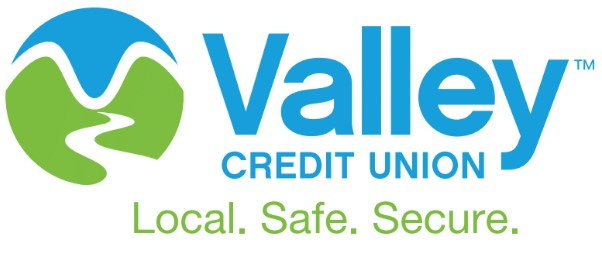 Valley™
CREDIT UNION
Local. Safe. Secure.